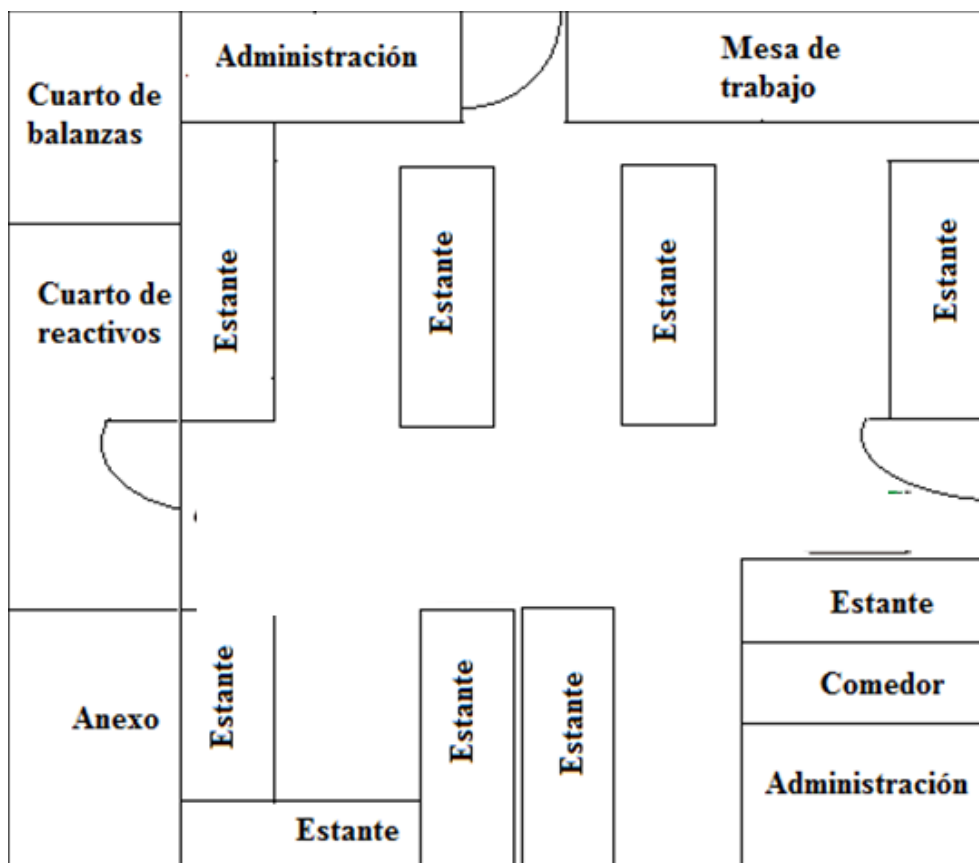 Administración
Mesa de
trabajo
Cuarto de
balanzas
Estante
Estante
Estante
Estante
Cuarto de
reactivos
Estante
Comedor
Administración
Anexo
Estante
Estante
Estante
Estante